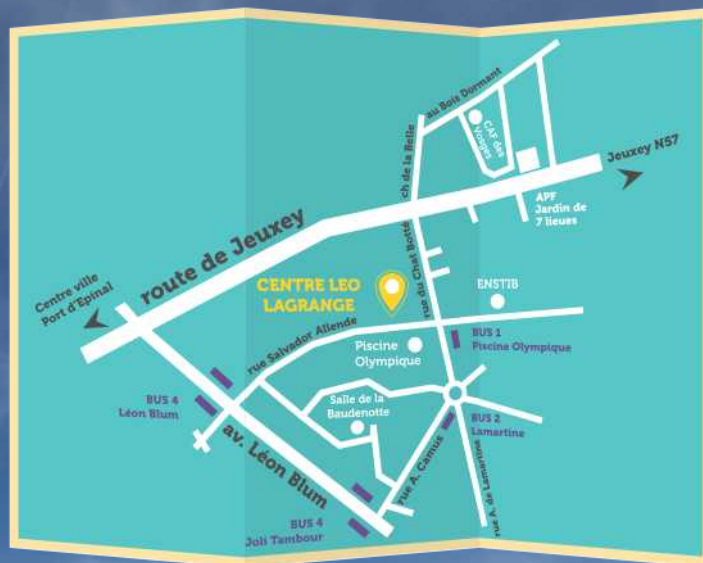 au Bois Dormant
CAF des
Vosges
ch de la Belle
Jeuxey N57
APF
Jardin de
7 lieues
route de Jeuxey
Centre ville
Port d'Epinal
CENTRE LEO
LAGRANGE
rue du Chat Botté
ENSTIB
rue Salvador Allende
Piscine
Olympique
BUS 1
Piscine Olympique
BUS 4
Léon Blum
Salle de la
Baudenotte
av. Léon Blum
BUS 2
Lamartine
rue A. Camus
rue A. de Lamartine
BUS 4
Joli Tambour